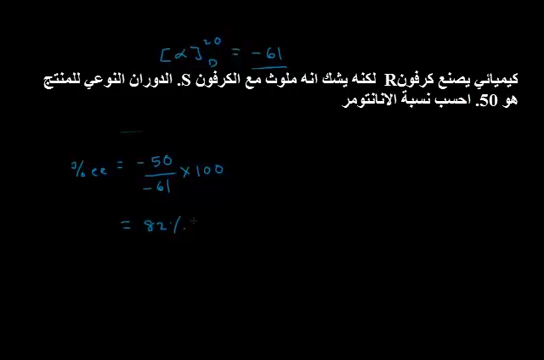 [α]²⁰_D = -61
كيميائي يصنع كرفونR لكنه يشك انه ملوث مع الكرفون S. الدوران النوعي للمنتج
هو 50. احسب نسبة الانانتومر
%ee = -50/-61 × 100
= 82%